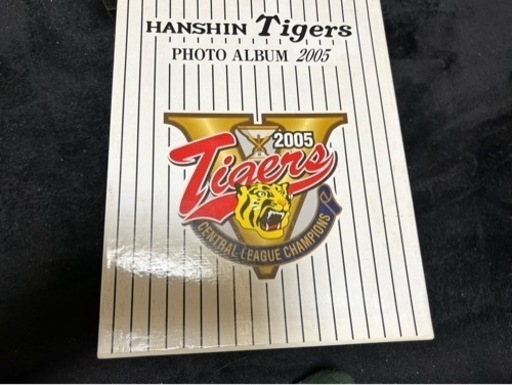 HANSHIN Tigers
PHOTO ALBUM 2005
2005
Tigers
CENTRAL LEAGUE CHAMPIONS